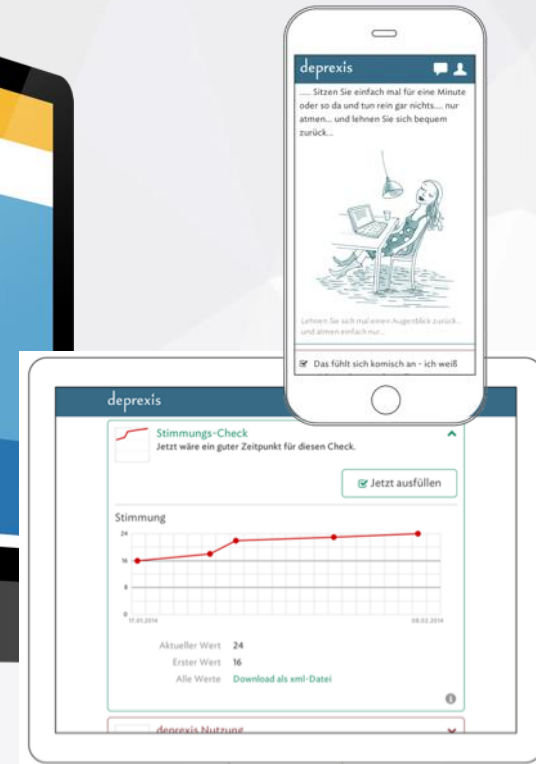 deprexis
..... Sitzen Sie einfach mal für eine Minute
oder so da und tun rein gar nichts.... nur
atmen... und lehnen Sie sich bequem
zurück...
Lehnen Sie sich mal einen Augenblick zurück...
und atmen einfach nur...
Das fühlt sich komisch an - ich weiß
deprexis
Stimmungs-Check
Jetzt wäre ein guter Zeitpunkt für diesen Check.
Jetzt ausfüllen
Stimmung
24
16
8
0
17.01.2014 08.02.2014
Aktueller Wert 24
Erster Wert 16
Alle Werte Download als xml-Datei
deprexis Nutzung